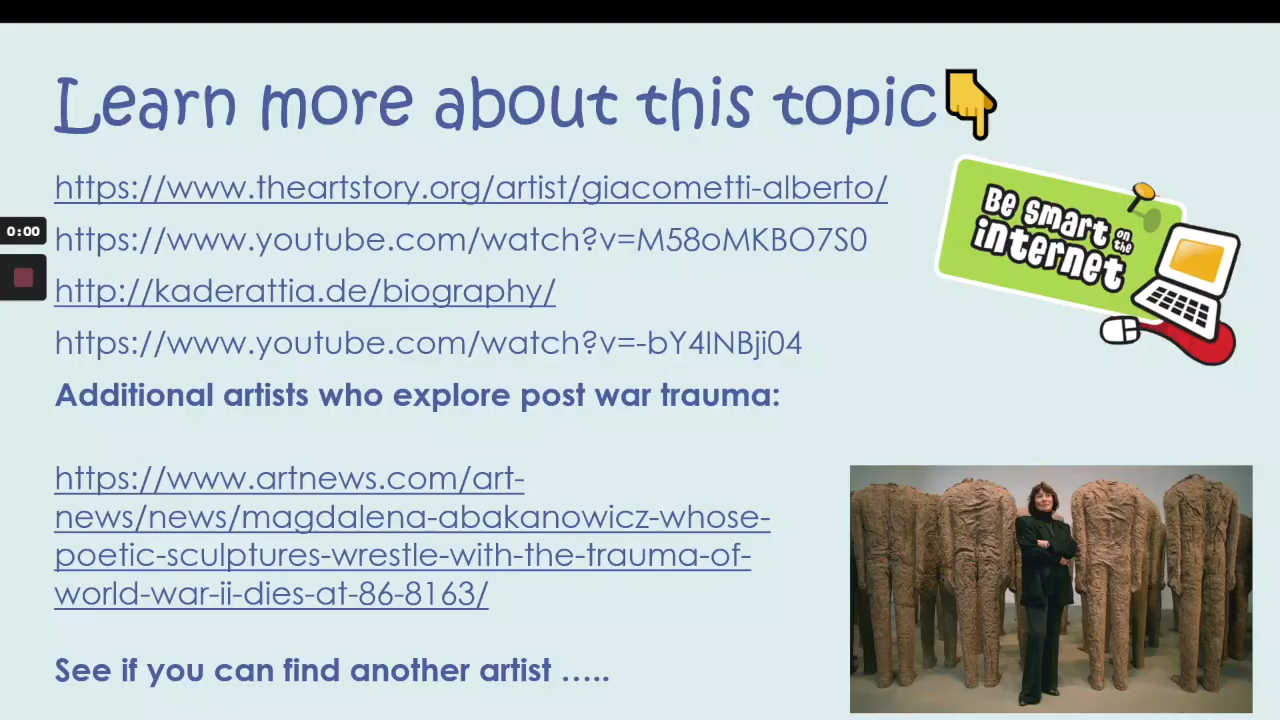 Learn more about this topic
https://www.theartstory.org/artist/giacometti-alberto/
0:00
https://www.youtube.com/watch?v=M58oMKBO7S0
http://kaderattia.de/biography/
https://www.youtube.com/watch?v=-bY4INBji04
Be smart on the
internet
Additional artists who explore post war trauma:
https://www.artnews.com/art-
news/news/magdalena-abakanowicz-whose-
poetic-sculptures-wrestle-with-the-trauma-of-
world-war-ii-dies-at-86-8163/
See if you can find another artist …..